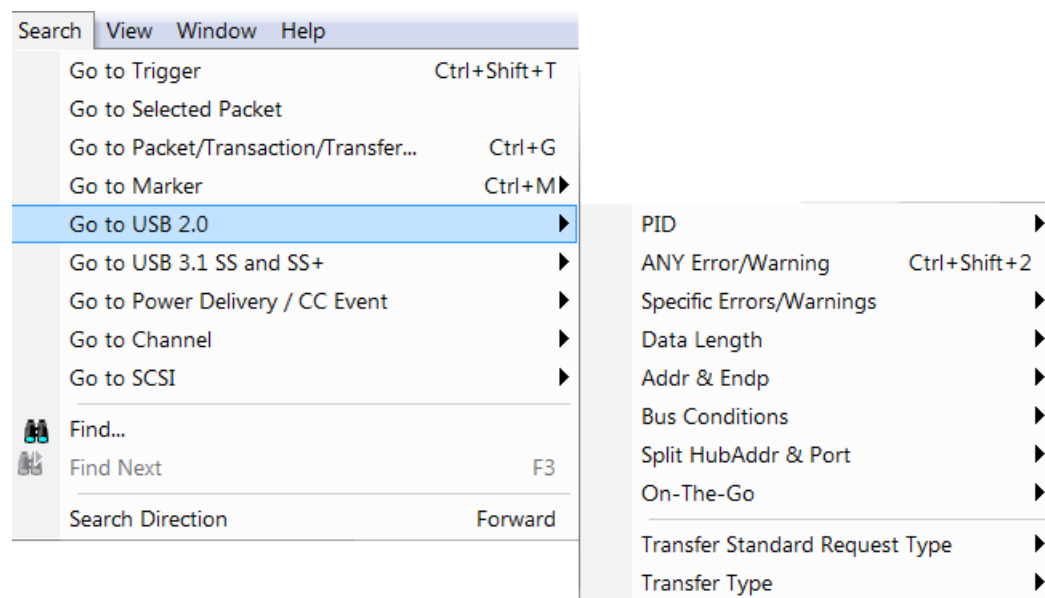 Search View Window Help
Go to Trigger Ctrl+Shift+T
Go to Selected Packet
Go to Packet/Transaction/Transfer... Ctrl+G
Go to Marker Ctrl+M
Go to USB 2.0
Go to USB 3.1 SS and SS+
Go to Power Delivery / CC Event
Go to Channel
Go to SCSI
Find...
Find Next F3
Search Direction Forward
PID
ANY Error/Warning Ctrl+Shift+2
Specific Errors/Warnings
Data Length
Addr & Endp
Bus Conditions
Split HubAddr & Port
On-The-Go
Transfer Standard Request Type
Transfer Type